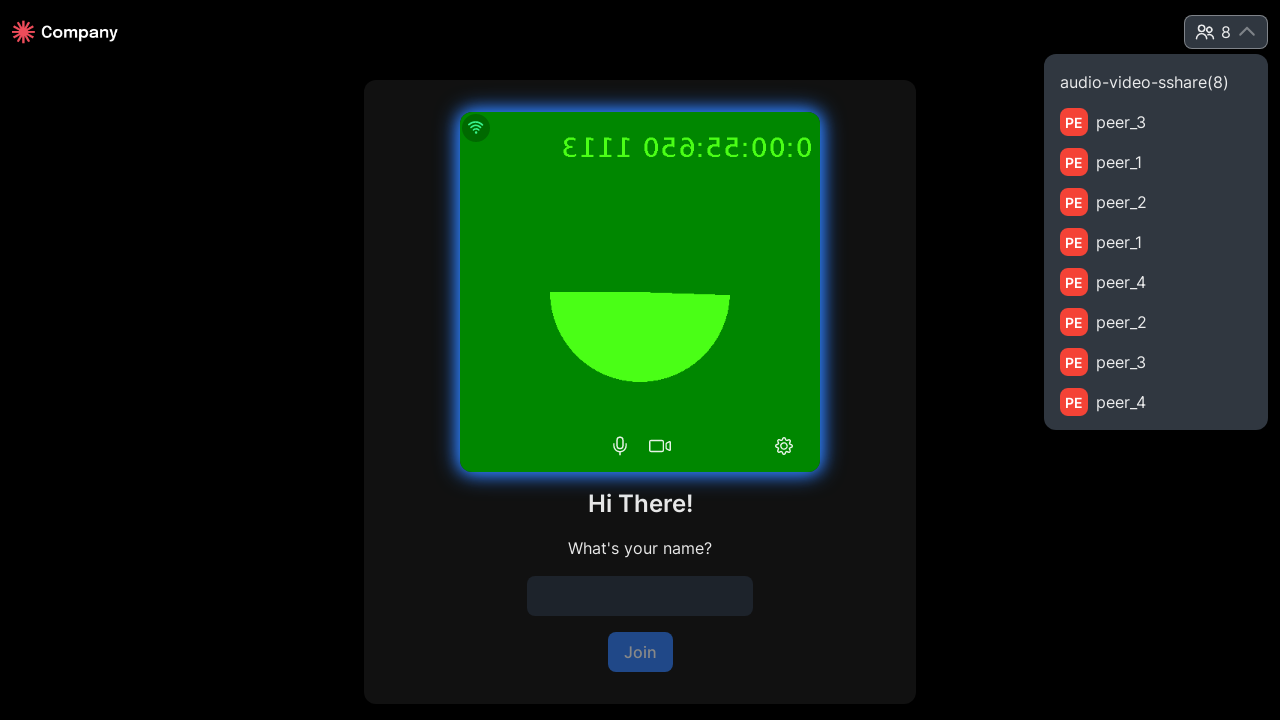 Company
8
audio-video-sshare(8)
PE peer_3
PE peer_1
PE peer_2
PE peer_1
PE peer_4
PE peer_2
PE peer_3
PE peer_4
0:00:55:650 1113
Hi There!
What's your name?
Join